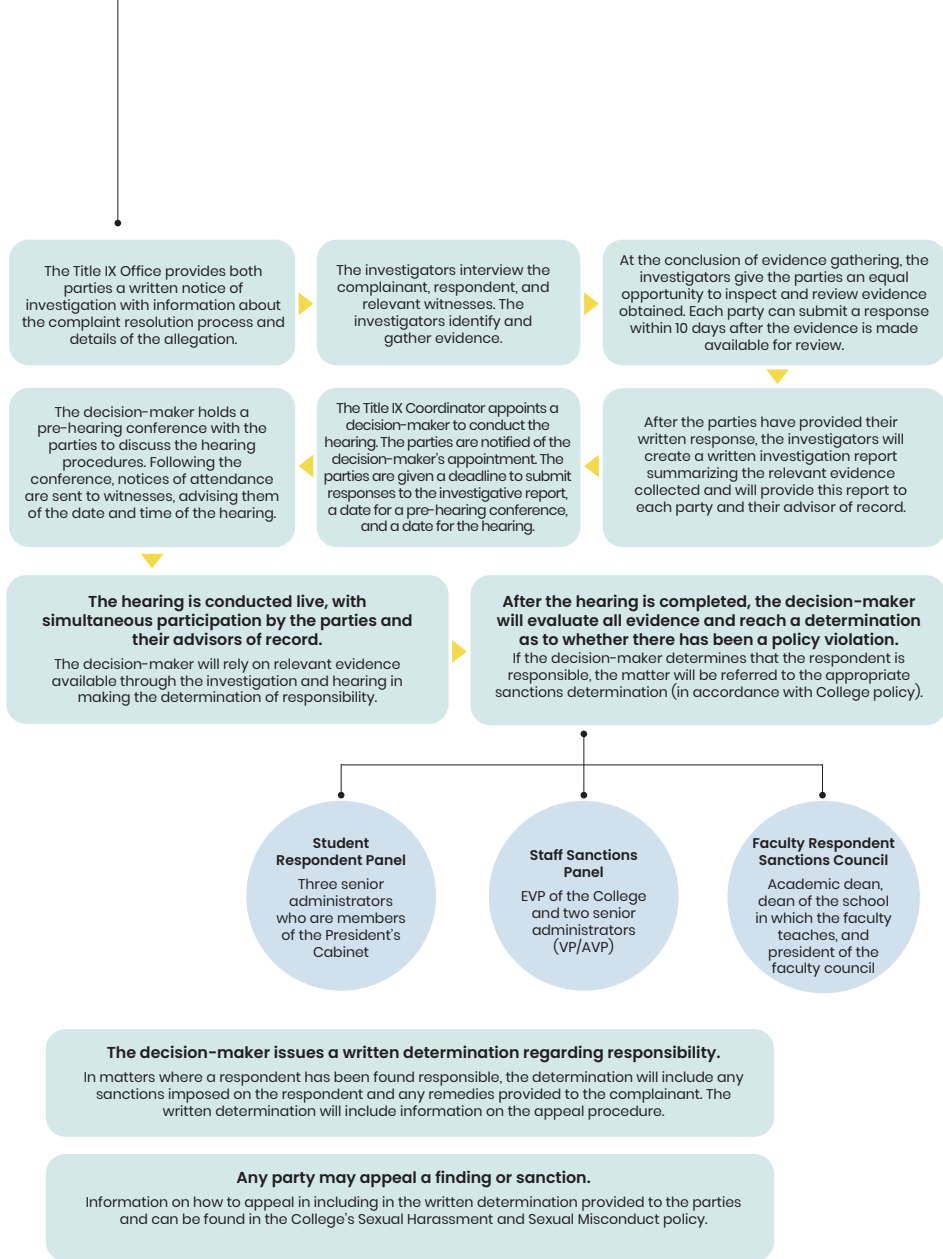 The Title IX Office provides both
parties a written notice of
investigation with information about
the complaint resolution process and
details of the allegation.
The investigators interview the
complainant, respondent, and
relevant witnesses. The
investigators identify and
gather evidence.
At the conclusion of evidence gathering, the
investigators give the parties an equal
opportunity to inspect and review evidence
obtained. Each party can submit a response
within 10 days after the evidence is made
available for review.
After the parties have provided their
written response, the investigators will
create a written investigation report
summarizing the relevant evidence
collected and will provide this report to
each party and their advisor of record.
The Title IX Coordinator appoints a
decision-maker to conduct the
hearing. The parties are notified of the
decision-maker's appointment. The
parties are given a deadline to submit
responses to the investigative report,
a date for a pre-hearing conference,
and a date for the hearing.
The decision-maker holds a
pre-hearing conference with the
parties to discuss the hearing
procedures. Following the
conference, notices of attendance
are sent to witnesses, advising them
of the date and time of the hearing.
The hearing is conducted live, with
simultaneous participation by the parties and
their advisors of record.
The decision-maker will rely on relevant evidence
available through the investigation and hearing in
making the determination of responsibility.
After the hearing is completed, the decision-maker
will evaluate all evidence and reach a determination
as to whether there has been a policy violation.
If the decision-maker determines that the respondent is
responsible, the matter will be referred to the appropriate
sanctions determination (in accordance with College policy).
Student
Respondent Panel
Three senior
administrators
who are members
of the President's
Cabinet
Staff Sanctions
Panel
EVP of the College
and two senior
administrators
(VP/AVP)
Faculty Respondent
Sanctions Council
Academic dean,
dean of the school
in which the faculty
teaches, and
president of the
faculty council
The decision-maker issues a written determination regarding responsibility.
In matters where a respondent has been found responsible, the determination will include any
sanctions imposed on the respondent and any remedies provided to the complainant. The
written determination will include information on the appeal procedure.
Any party may appeal a finding or sanction.
Information on how to appeal in including in the written determination provided to the parties
and can be found in the College's Sexual Harassment and Sexual Misconduct policy.